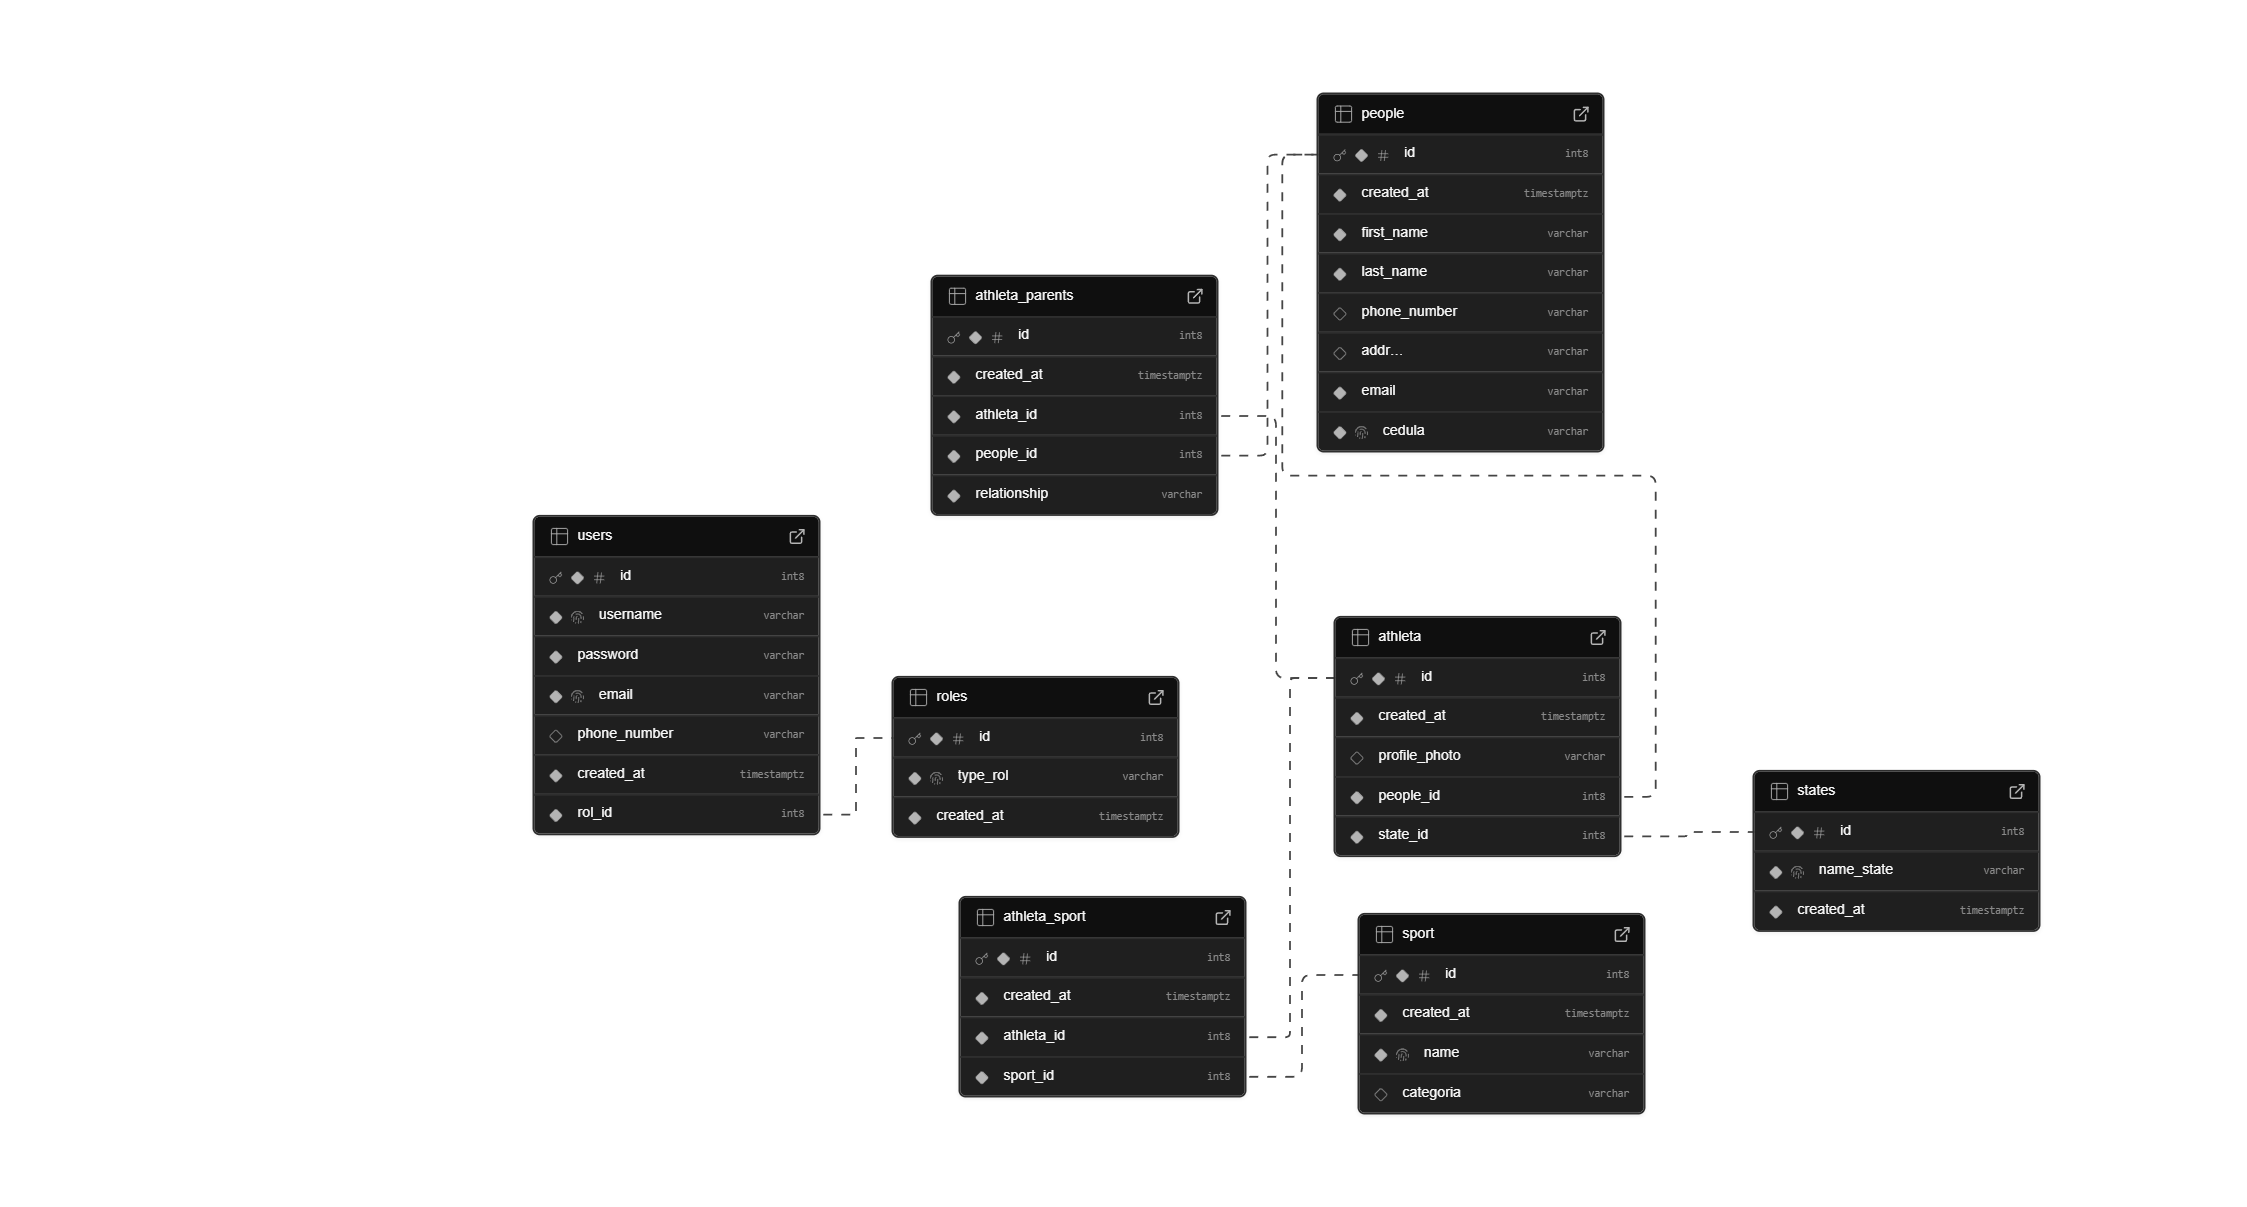 people
id int8
created_at timestamptz
first_name varchar
last_name varchar
phone_number varchar
addr... varchar
email varchar
cedula varchar
athleta_parents
id int8
created_at timestamptz
athleta_id int8
people_id int8
relationship varchar
users
id int8
username varchar
password varchar
email varchar
phone_number varchar
created_at timestamptz
rol_id int8
roles
id int8
type_rol varchar
created_at timestamptz
athleta
id int8
created_at timestamptz
profile_photo varchar
people_id int8
state_id int8
states
id int8
name_state varchar
created_at timestamptz
athleta_sport
id int8
created_at timestamptz
athleta_id int8
sport_id int8
sport
id int8
created_at timestamptz
name varchar
categoria varchar